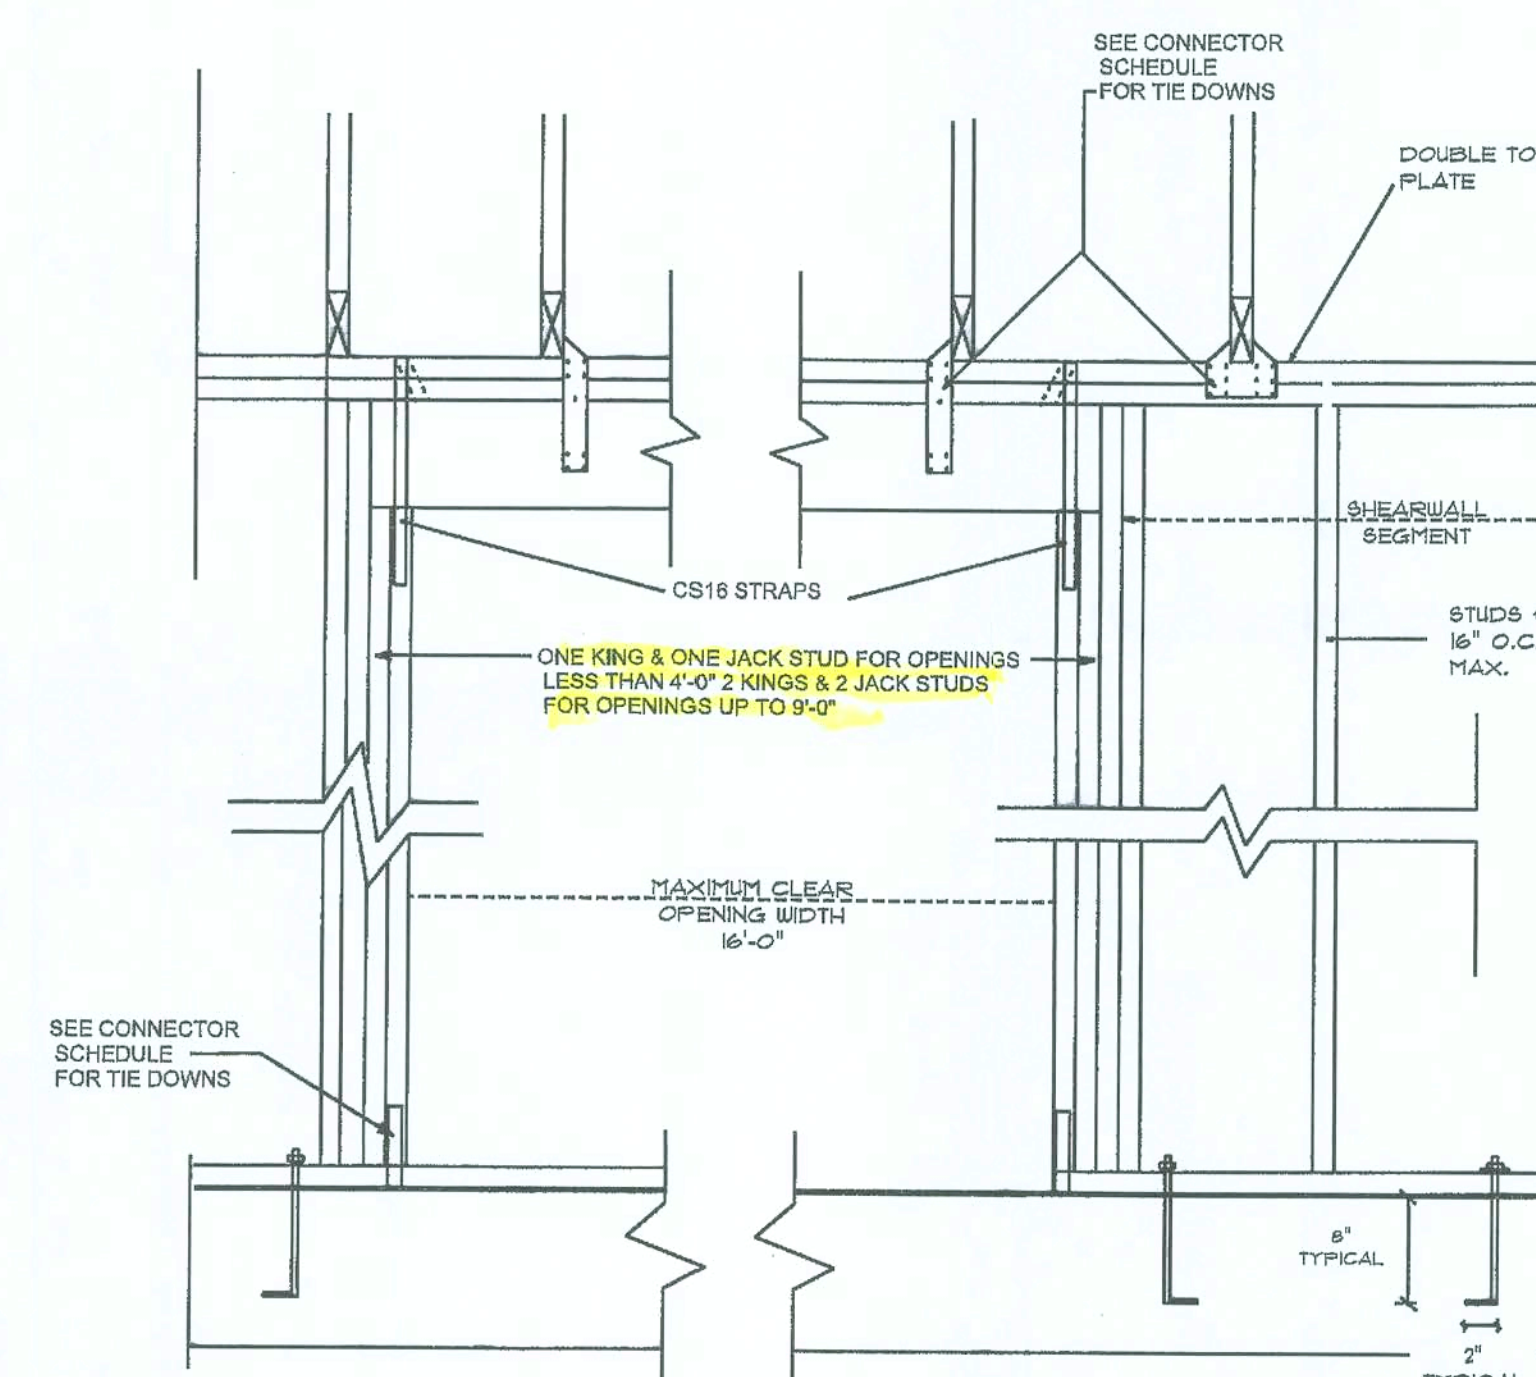 SEE CONNECTOR
SCHEDULE
FOR TIE DOWNS
DOUBLE TO
PLATE
SHEARWALL
SEGMENT
CS16 STRAPS
STUDS
16" O.C
MAX.
ONE KING & ONE JACK STUD FOR OPENINGS
LESS THAN 4'-0" 2 KINGS & 2 JACK STUDS
FOR OPENINGS UP TO 9'-0"
MAXIMUM CLEAR
OPENING WIDTH
16'-0"
SEE CONNECTOR
SCHEDULE
FOR TIE DOWNS
8"
TYPICAL
2"